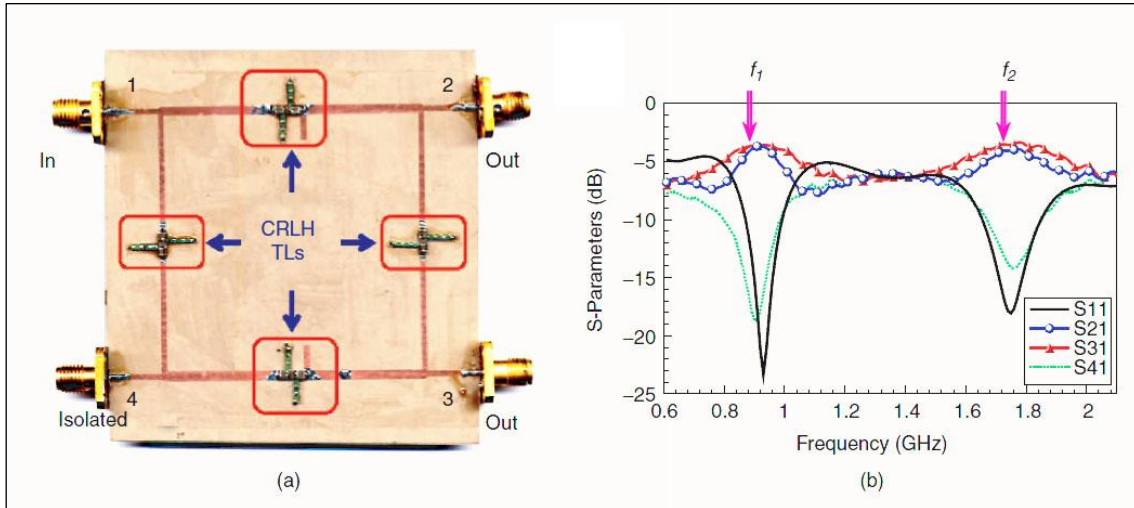 1
2
In
Out
CRLH
TLs
4
3
Isolated
Out
(a)
f1
f2
0
−5
−10
−15
−20
−25
S-Parameters (dB)
S11
S21
S31
S41
0.6 0.8 1 1.2 1.4 1.6 1.8 2
Frequency (GHz)
(b)